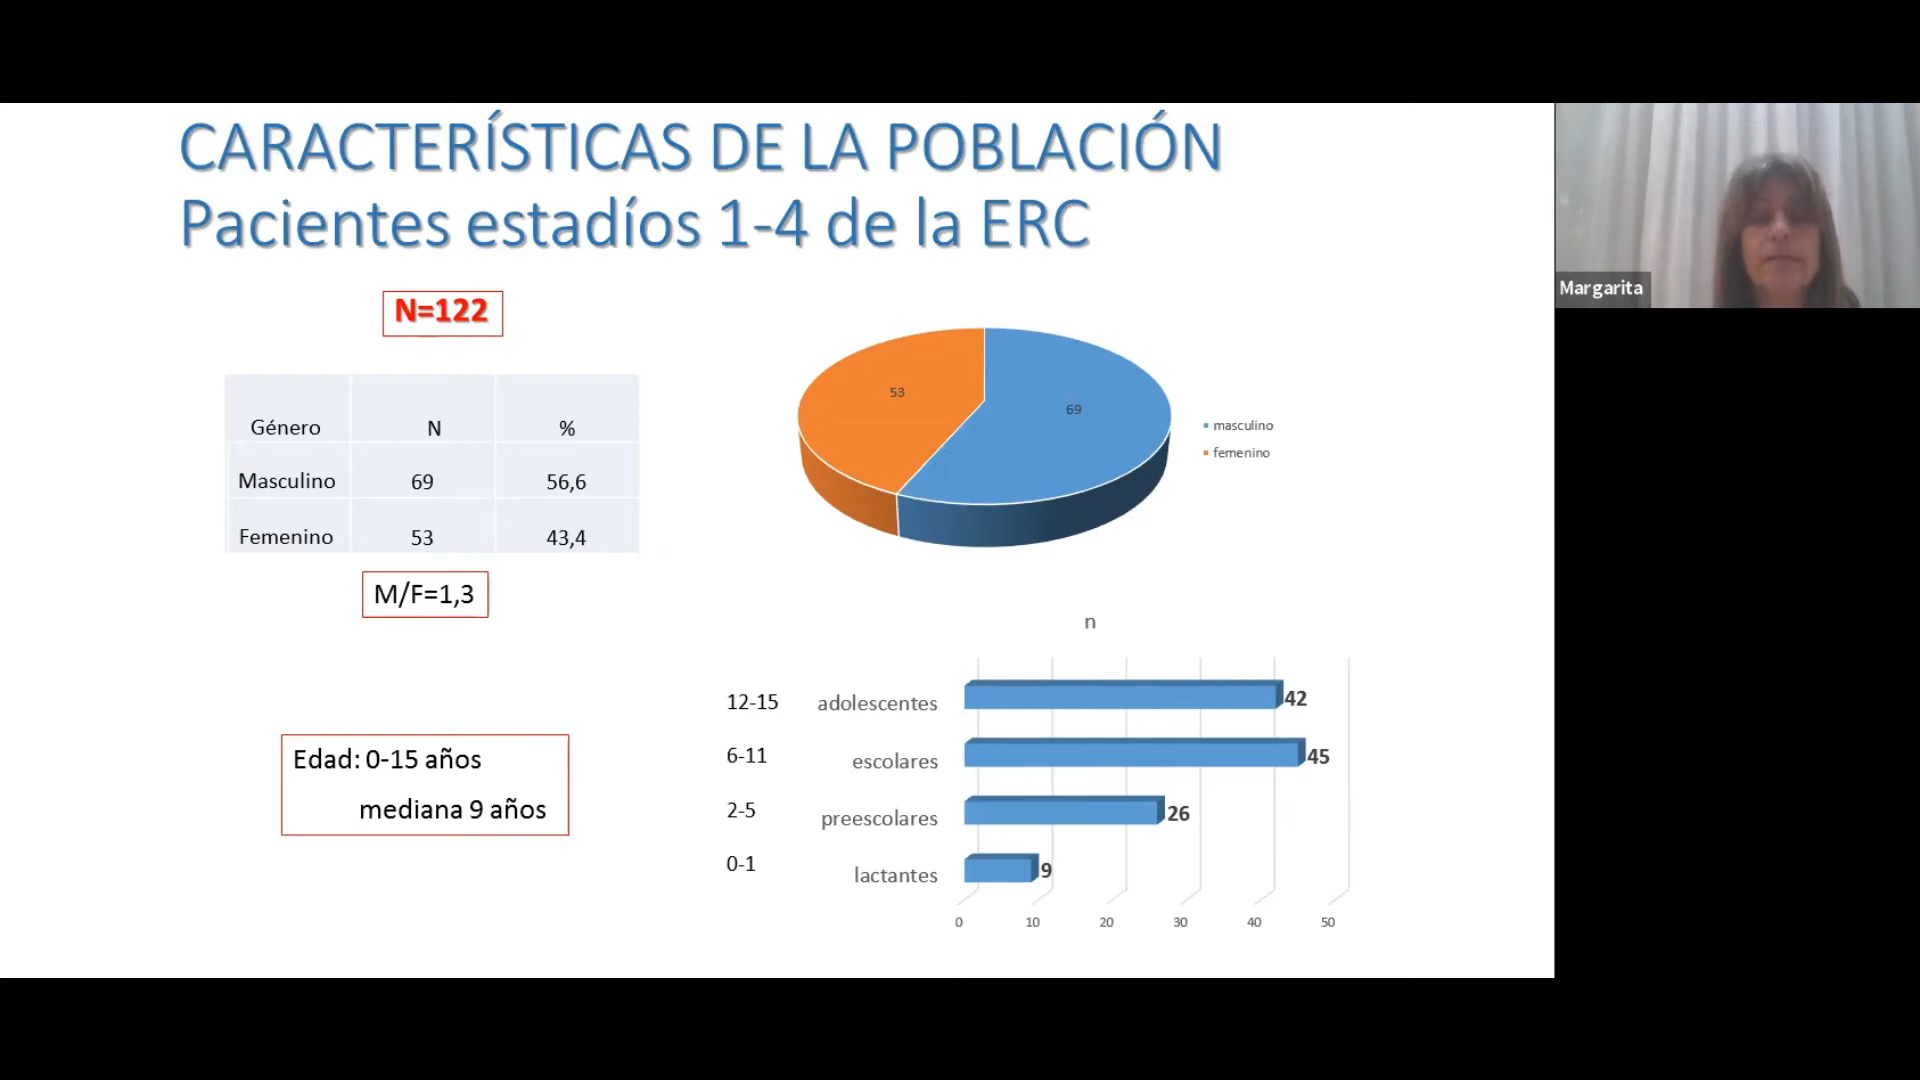 CARACTERÍSTICAS DE LA POBLACIÓN
Pacientes estadíos 1-4 de la ERC
Margarita
N=122
Género N %
Masculino 69 56,6
Femenino 53 43,4
M/F=1,3
53
69
masculino
femenino
Edad: 0-15 años
mediana 9 años
n
12-15 adolescentes 42
6-11 escolares 45
2-5 preescolares 26
0-1 lactantes 9
0 10 20 30 40 50